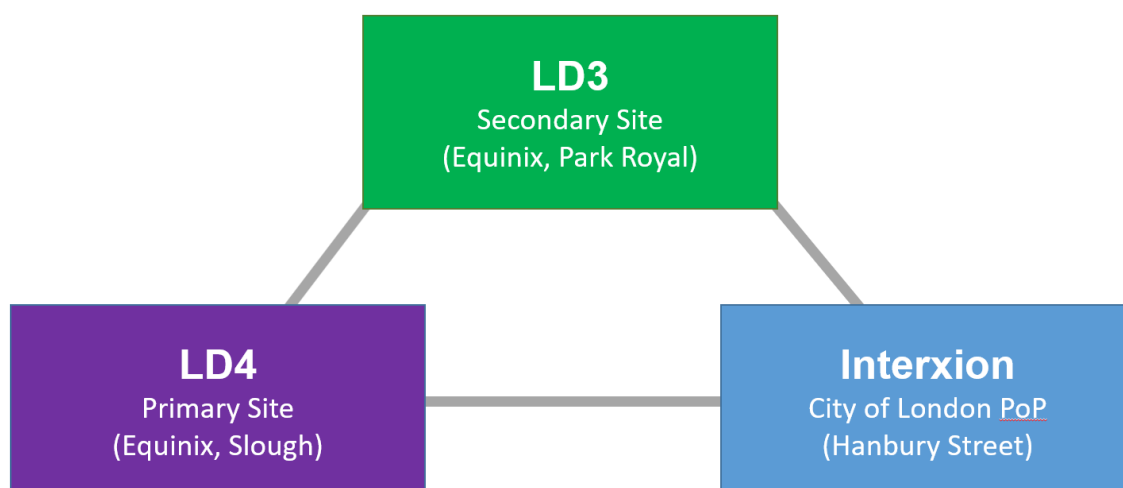 LD3
Secondary Site
(Equinix, Park Royal)
LD4
Primary Site
(Equinix, Slough)
Interxion
City of London PoP
(Hanbury Street)